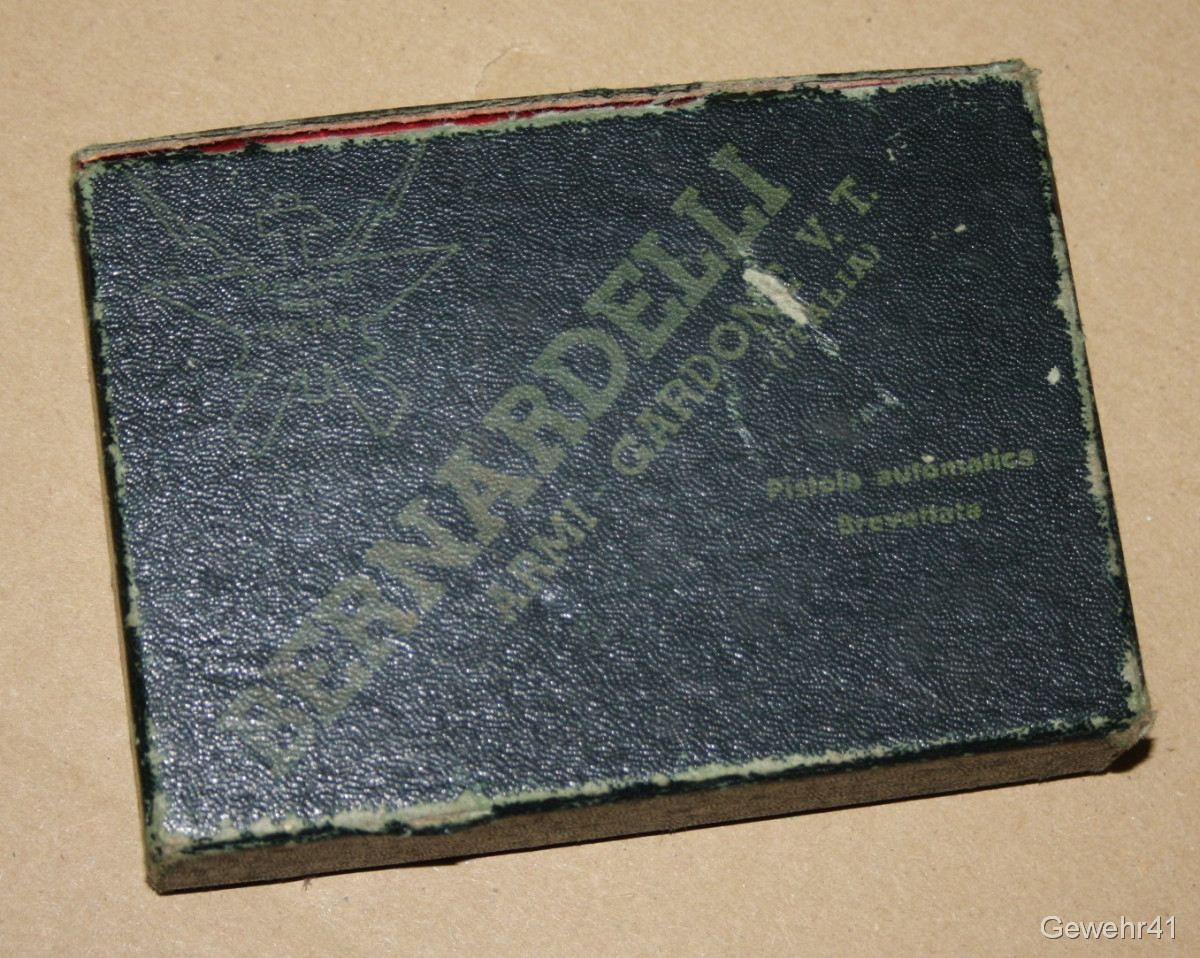 BERNARDELLI
ARMI - GARDONE V. T.
(ITALIA)
Pistola automatica
Brevettata
Gewehr41